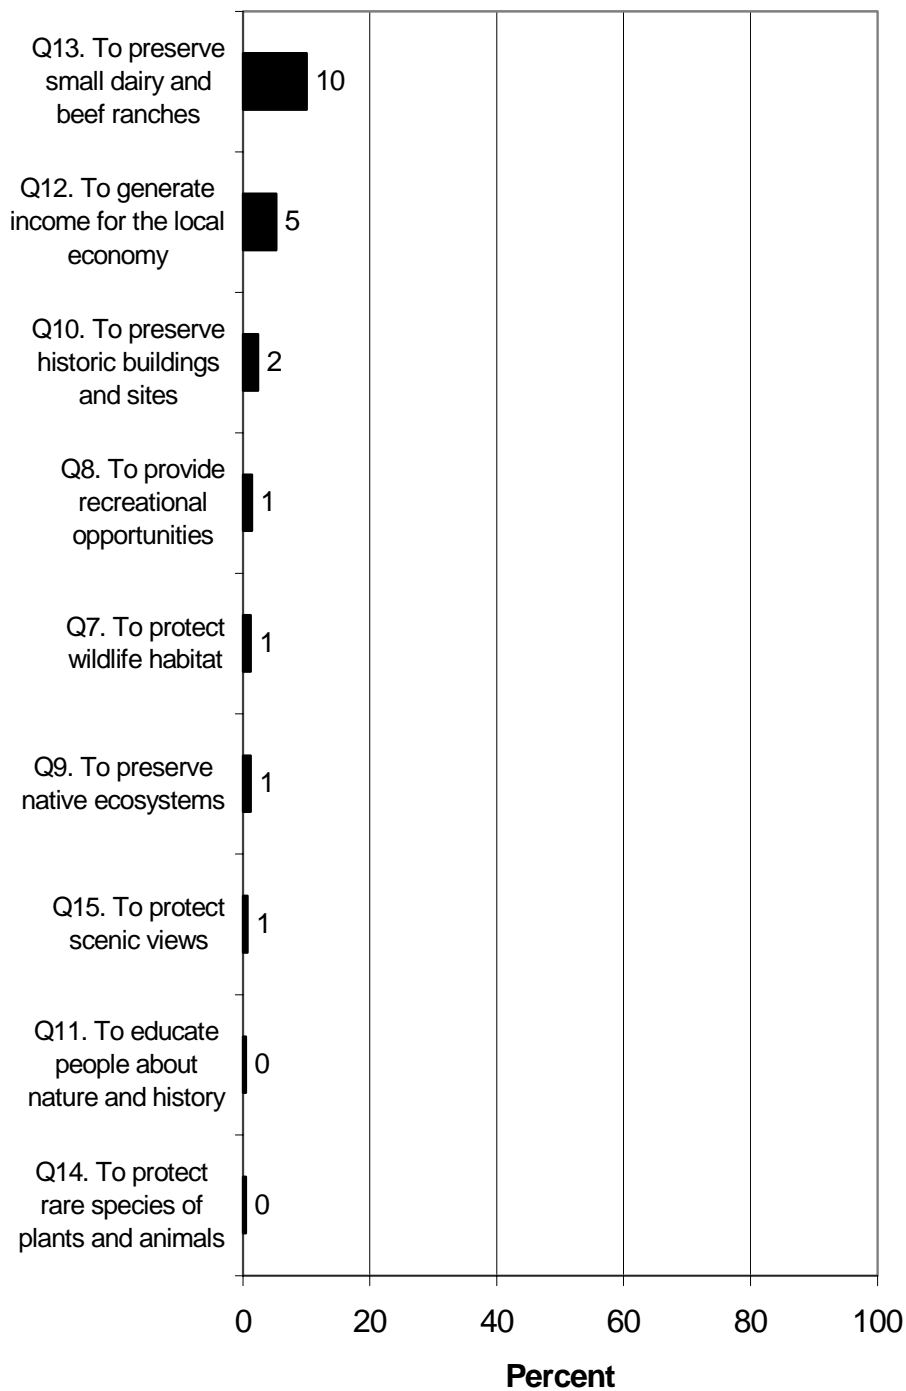 Q13. To preserve
small dairy and
beef ranches
10
Q12. To generate
income for the local
economy
5
Q10. To preserve
historic buildings
and sites
2
Q8. To provide
recreational
opportunities
1
Q7. To protect
wildlife habitat
1
Q9. To preserve
native ecosystems
1
Q15. To protect
scenic views
1
Q11. To educate
people about
nature and history
0
Q14. To protect
rare species of
plants and animals
0
0 20 40 60 80 100
Percent